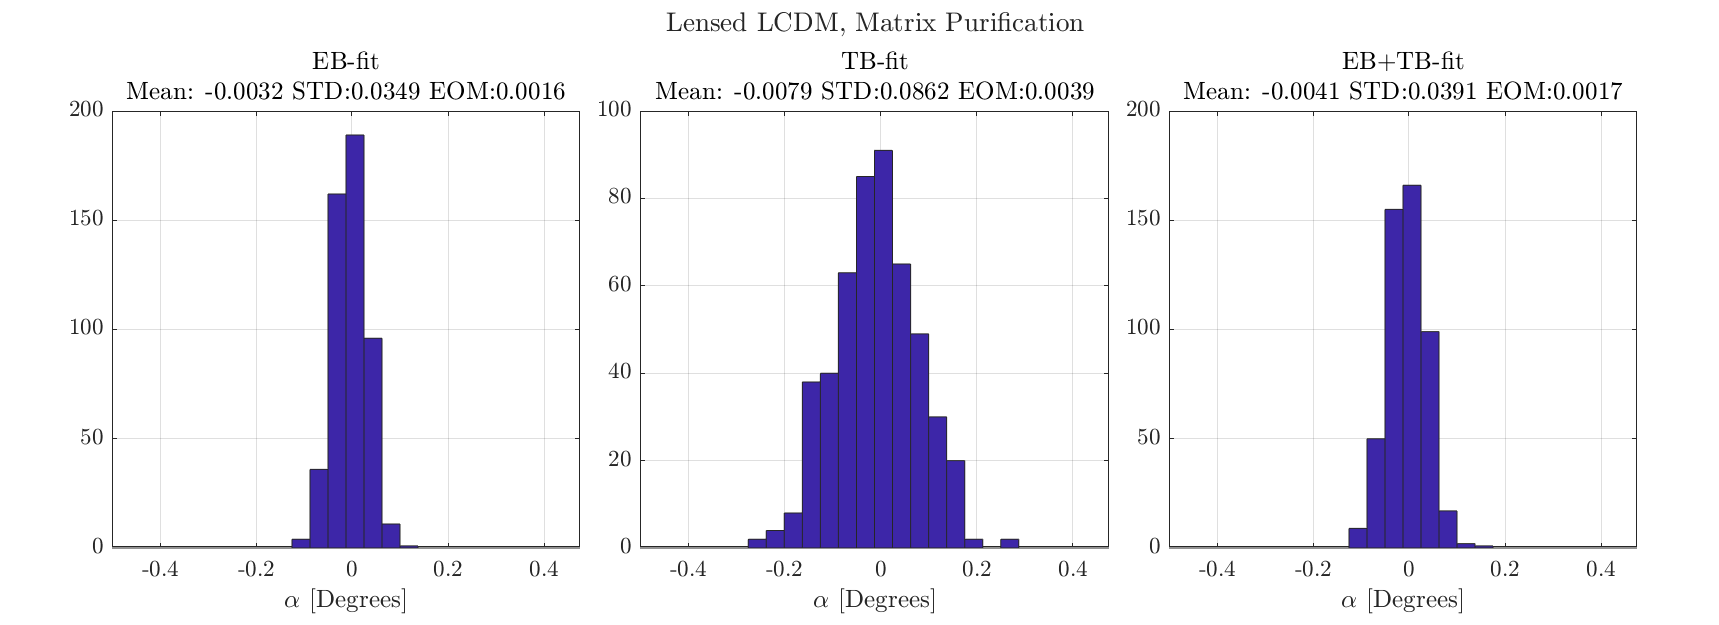 Lensed LCDM, Matrix Purification
EB-fit
Mean: -0.0032 STD:0.0349 EOM:0.0016
200
150
100
50
0
-0.4 -0.2 0 0.2 0.4
α [Degrees]
TB-fit
Mean: -0.0079 STD:0.0862 EOM:0.0039
100
80
60
40
20
0
-0.4 -0.2 0 0.2 0.4
α [Degrees]
EB+TB-fit
Mean: -0.0041 STD:0.0391 EOM:0.0017
200
150
100
50
0
-0.4 -0.2 0 0.2 0.4
α [Degrees]